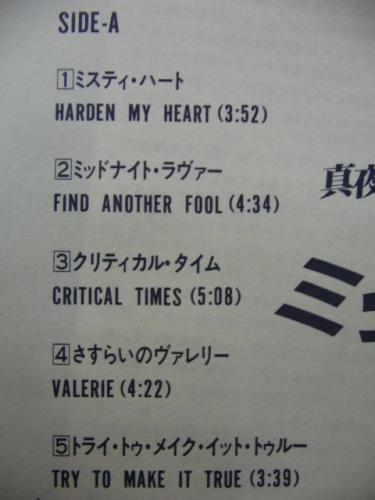 SIDE-A
1 ミスティ・ハート
HARDEN MY HEART (3:52)
2 ミッドナイト・ラヴァー
FIND ANOTHER FOOL (4:34)
3 クリティカル・タイム
CRITICAL TIMES (5:08)
4 さすらいのヴァレリー
VALERIE (4:22)
5 トライ・トゥ・メイク・イット・トゥルー
TRY TO MAKE IT TRUE (3:39)
真夜
ミ